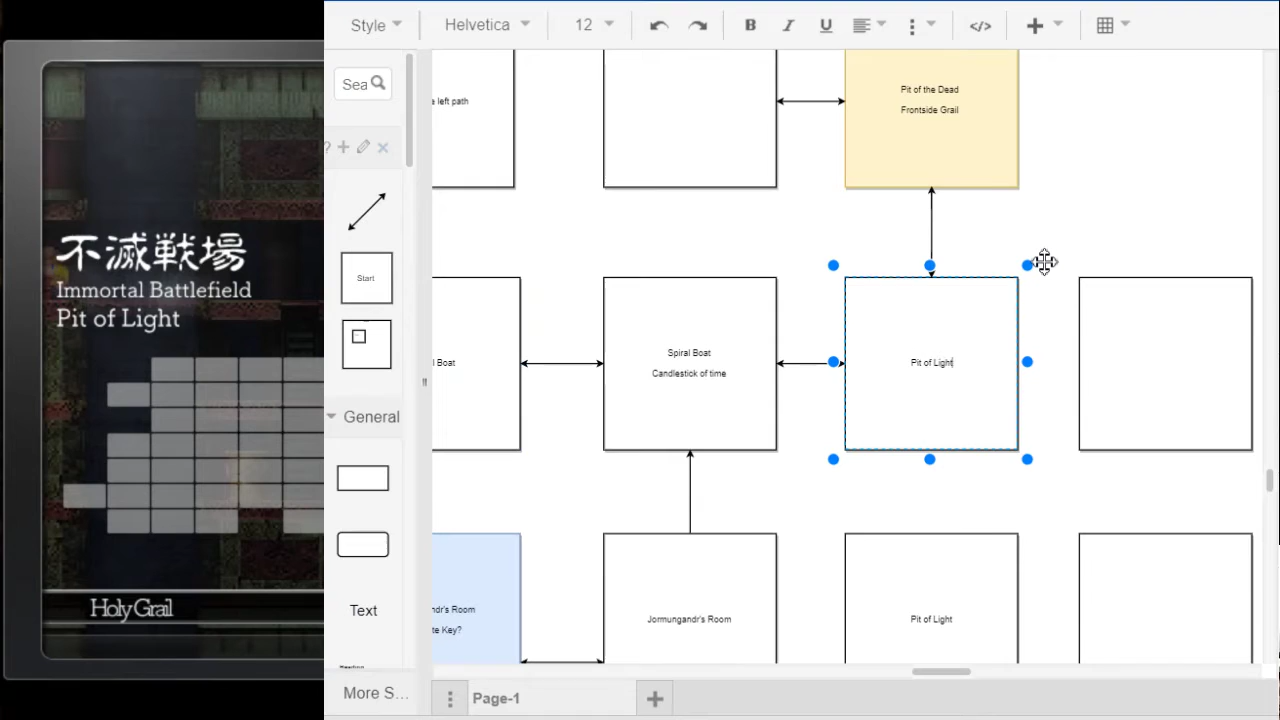 Style
Helvetica
12
B
I
U
</>
Sea
?
Start
General
Text
More S...
Page-1
不滅戦場
Immortal Battlefield
Pit of Light
Holy Grail
left path
Pit of the Dead
Frontside Grail
l Boat
Spiral Boat
Candlestick of time
Pit of Light
ndr's Room
te Key?
Jormungandr's Room
Pit of Light